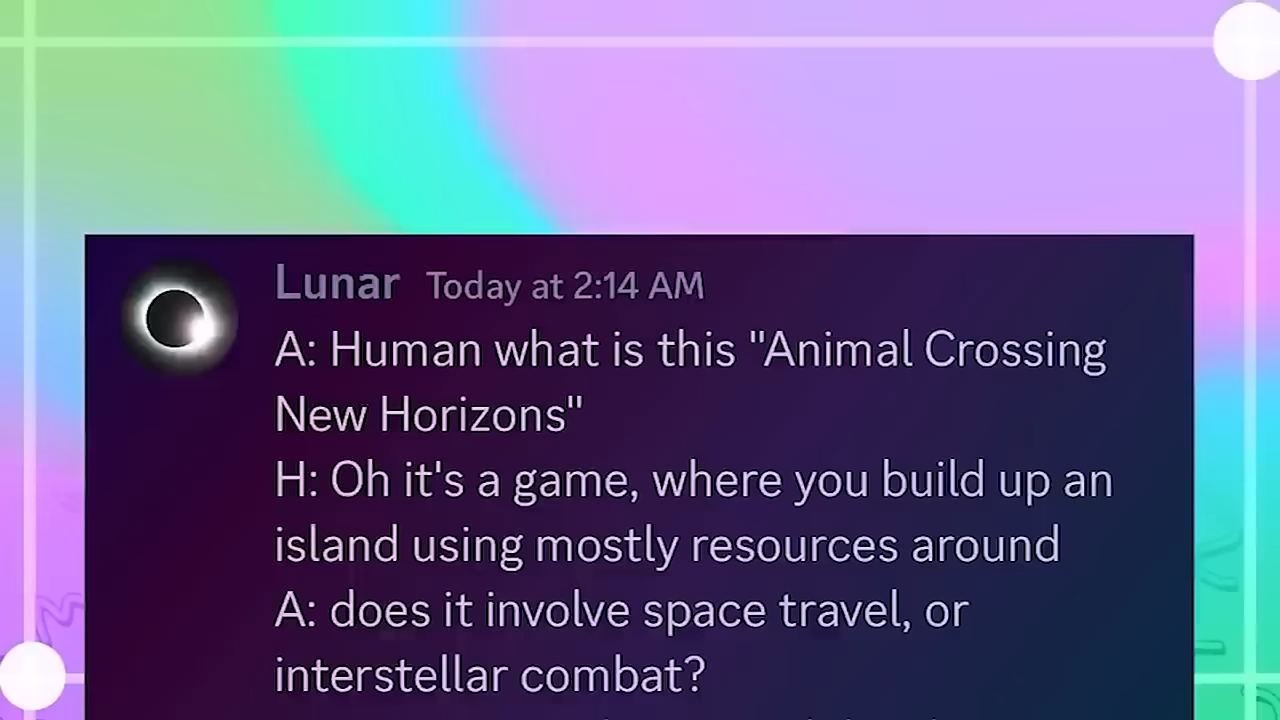 Lunar Today at 2:14 AM
A: Human what is this "Animal Crossing
New Horizons"
H: Oh it's a game, where you build up an
island using mostly resources around
A: does it involve space travel, or
interstellar combat?